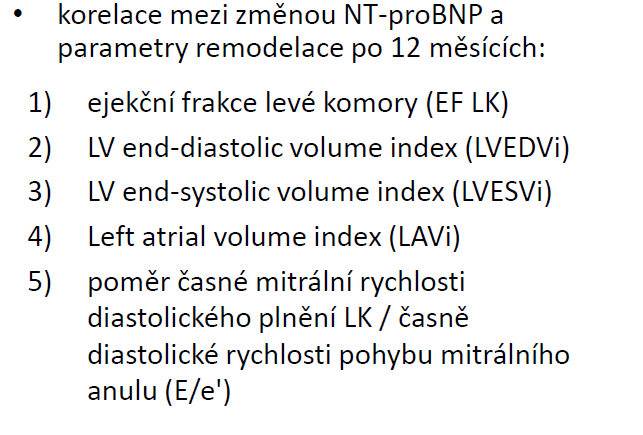 • korelace mezi změnou NT-proBNP a
parametry remodelace po 12 měsících:
1) ejekční frakce levé komory (EF LK)
2) LV end-diastolic volume index (LVEDVi)
3) LV end-systolic volume index (LVESVi)
4) Left atrial volume index (LAVi)
5) poměr časné mitrální rychlosti
diastolického plnění LK / časně
diastolické rychlosti pohybu mitrálního
anulu (E/e')